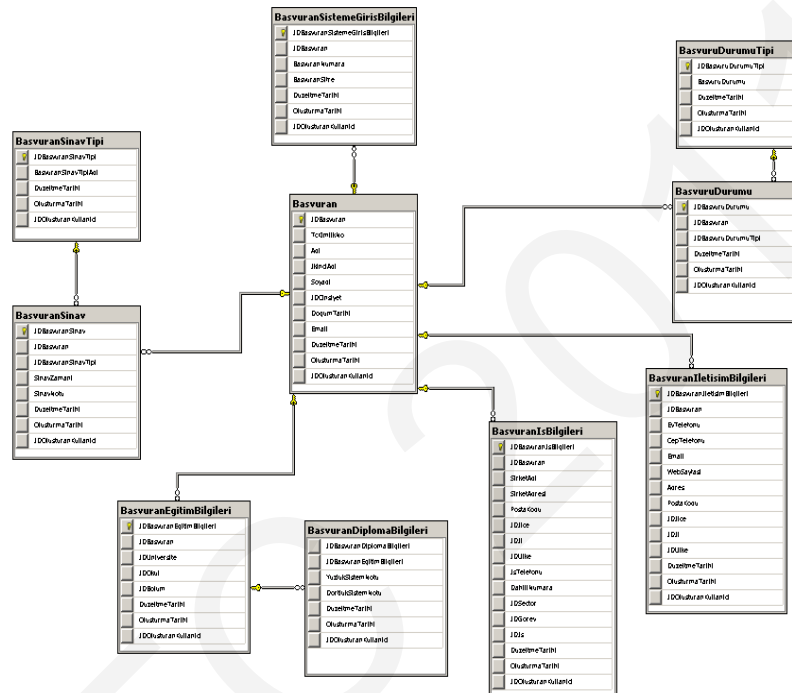 BasvuranSistemeGirisBilgileri
IDBasvuranSistemeGirisBilgileri
IDBasvuran
BasvuranNumara
BasvuranSifre
DuzeltmeTarihi
OlusturmaTarihi
IDOlusturanKullanici
BasvuruDurumuTipi
IDBasvuruDurumuTipi
BasvuruDurumu
DuzeltmeTarihi
OlusturmaTarihi
IDOlusturanKullanici
BasvuranSinavTipi
IDBasvuranSinavTipi
BasvuranSinavTipiAdi
DuzeltmeTarihi
OlusturmaTarihi
IDOlusturanKullanici
Basvuran
IDBasvuran
TcKimlikNo
Adi
IkinciAdi
Soyadi
IDCinsiyet
DogumTarihi
Email
DuzeltmeTarihi
OlusturmaTarihi
IDOlusturanKullanici
BasvuruDurumu
IDBasvuruDurumu
IDBasvuran
IDBasvuruDurumuTipi
DuzeltmeTarihi
OlusturmaTarihi
IDOlusturanKullanici
BasvuranSinav
IDBasvuranSinav
IDBasvuran
IDBasvuranSinavTipi
SinavZamani
SinavNotu
DuzeltmeTarihi
OlusturmaTarihi
IDOlusturanKullanici
BasvuranIletisimBilgileri
IDBasvuranIletisimBilgileri
IDBasvuran
EvTelefonu
CepTelefonu
Email
WebSayfasi
Adres
PostaKodu
IDIlce
IDIl
IDUlke
DuzeltmeTarihi
OlusturmaTarihi
IDOlusturanKullanici
BasvuranIsBilgileri
IDBasvuranIsBilgileri
IDBasvuran
SirketAdi
SirketAdresi
PostaKodu
IDIlce
IDIl
IDUlke
IsTelefonu
DahiliNumara
IDSector
IDGorev
IDIs
DuzeltmeTarihi
OlusturmaTarihi
IDOlusturanKullanici
BasvuranEgitimBilgileri
IDBasvuranEgitimBilgileri
IDBasvuran
IDUniversite
IDOkul
IDBolum
DuzeltmeTarihi
OlusturmaTarihi
IDOlusturanKullanici
BasvuranDiplomaBilgileri
IDBasvuranDiplomaBilgileri
IDBasvuranEgitimBilgileri
YuzlukSistemNotu
DortlukSistemNotu
DuzeltmeTarihi
OlusturmaTarihi
IDOlusturanKullanici